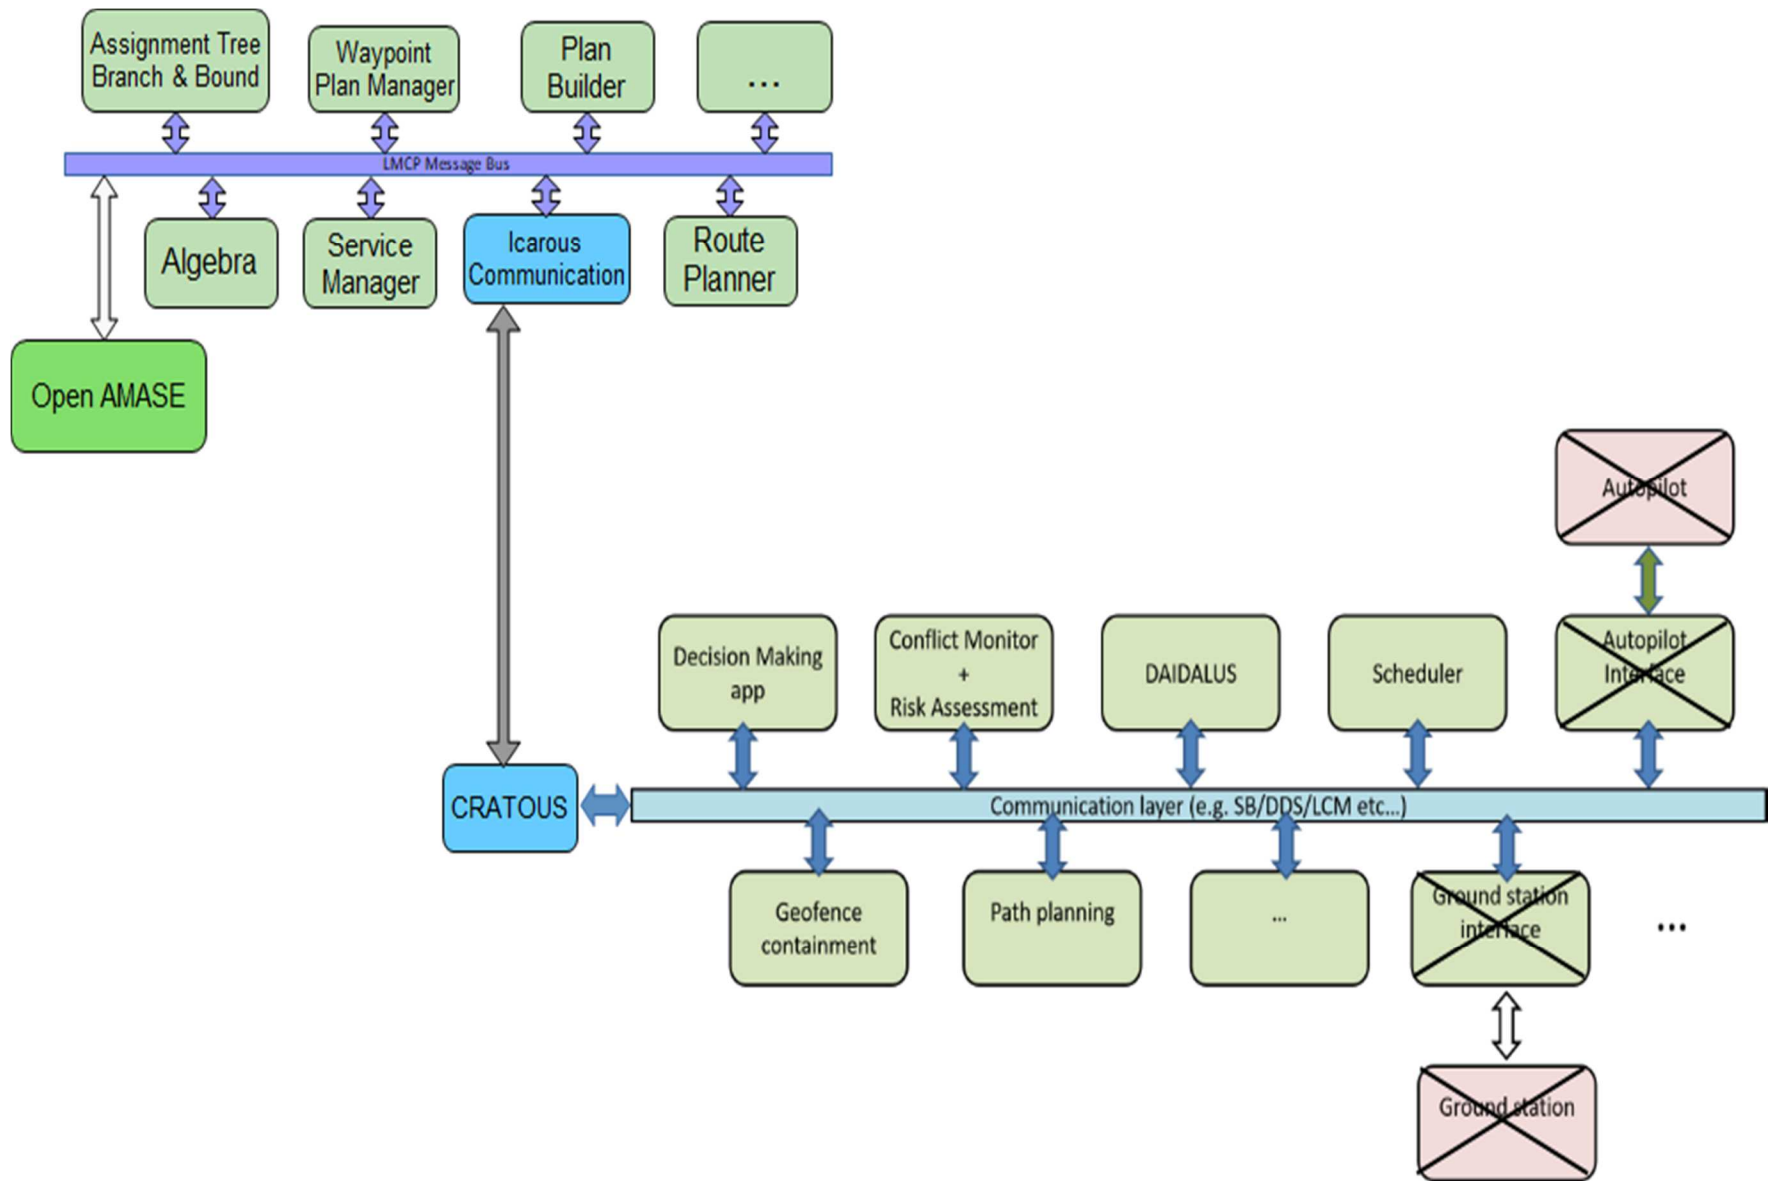 Assignment Tree
Branch & Bound
Waypoint
Plan Manager
Plan
Builder
...
LMCP Message Bus
Algebra
Service
Manager
Icarous
Communication
Route
Planner
Open AMASE
Autopilot
Decision Making
app
Conflict Monitor
+
Risk Assessment
DAIDALUS
Scheduler
Autopilot
Interface
CRATOUS
Communication layer (e.g. SB/DDS/LCM etc...)
Geofence
containment
Path planning
...
Ground station
interface
...
Ground station